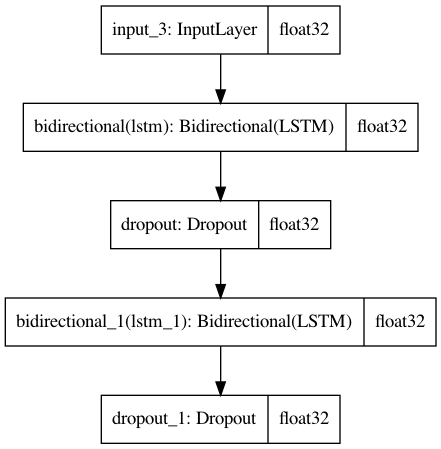 input_3: InputLayer float32
bidirectional(lstm): Bidirectional(LSTM) float32
dropout: Dropout float32
bidirectional_1(lstm_1): Bidirectional(LSTM) float32
dropout_1: Dropout float32